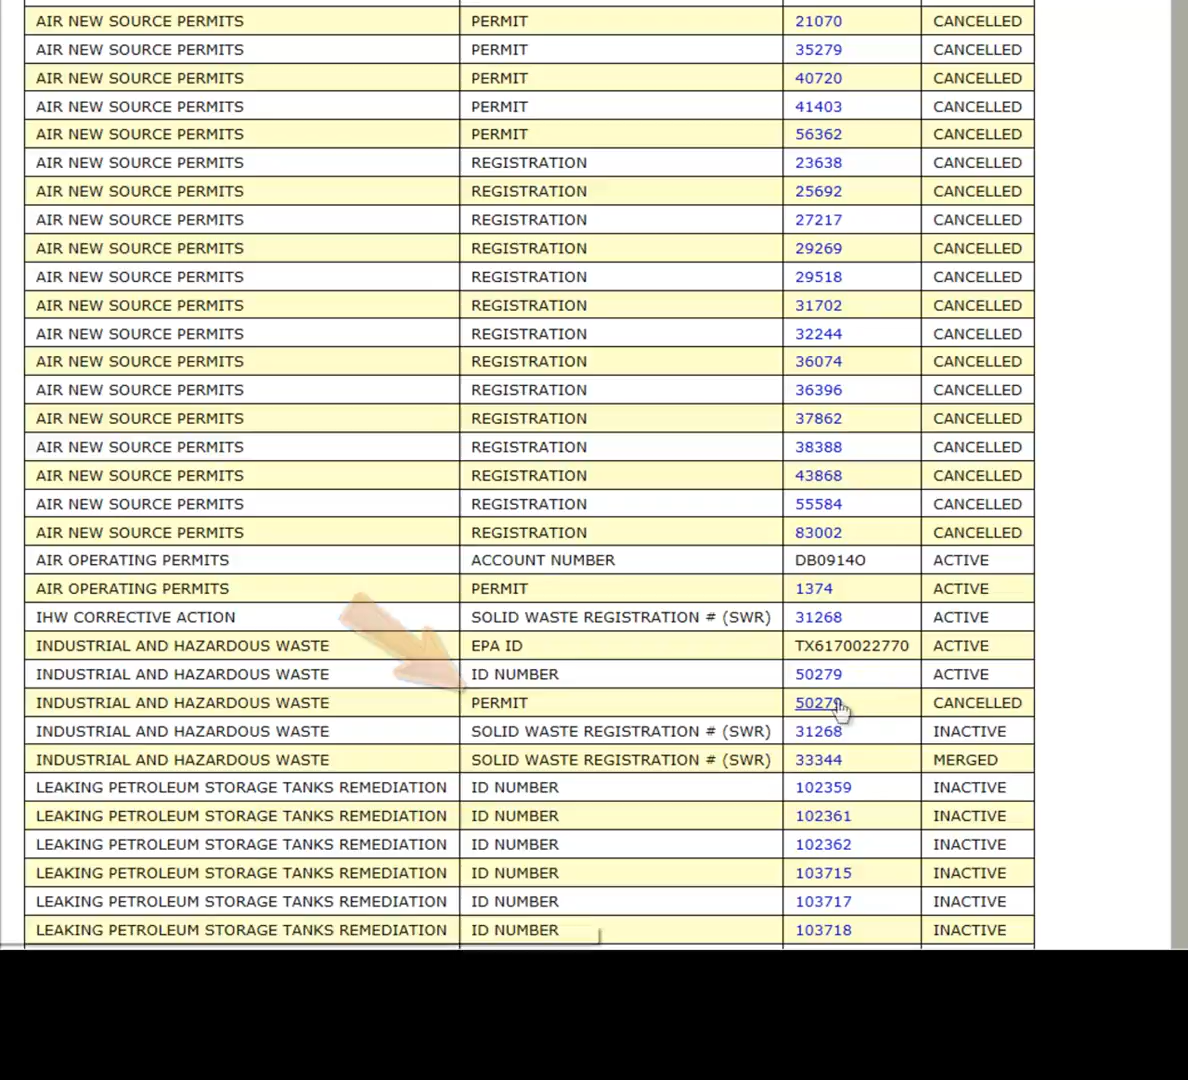 AIR NEW SOURCE PERMITS PERMIT 21070 CANCELLED
AIR NEW SOURCE PERMITS PERMIT 35279 CANCELLED
AIR NEW SOURCE PERMITS PERMIT 40720 CANCELLED
AIR NEW SOURCE PERMITS PERMIT 41403 CANCELLED
AIR NEW SOURCE PERMITS PERMIT 56362 CANCELLED
AIR NEW SOURCE PERMITS REGISTRATION 23638 CANCELLED
AIR NEW SOURCE PERMITS REGISTRATION 25692 CANCELLED
AIR NEW SOURCE PERMITS REGISTRATION 27217 CANCELLED
AIR NEW SOURCE PERMITS REGISTRATION 29269 CANCELLED
AIR NEW SOURCE PERMITS REGISTRATION 29518 CANCELLED
AIR NEW SOURCE PERMITS REGISTRATION 31702 CANCELLED
AIR NEW SOURCE PERMITS REGISTRATION 32244 CANCELLED
AIR NEW SOURCE PERMITS REGISTRATION 36074 CANCELLED
AIR NEW SOURCE PERMITS REGISTRATION 36396 CANCELLED
AIR NEW SOURCE PERMITS REGISTRATION 37862 CANCELLED
AIR NEW SOURCE PERMITS REGISTRATION 38388 CANCELLED
AIR NEW SOURCE PERMITS REGISTRATION 43868 CANCELLED
AIR NEW SOURCE PERMITS REGISTRATION 55584 CANCELLED
AIR NEW SOURCE PERMITS REGISTRATION 83002 CANCELLED
AIR OPERATING PERMITS ACCOUNT NUMBER DB0914O ACTIVE
AIR OPERATING PERMITS PERMIT 1374 ACTIVE
IHW CORRECTIVE ACTION SOLID WASTE REGISTRATION # (SWR) 31268 ACTIVE
INDUSTRIAL AND HAZARDOUS WASTE EPA ID TX6170022770 ACTIVE
INDUSTRIAL AND HAZARDOUS WASTE ID NUMBER 50279 ACTIVE
INDUSTRIAL AND HAZARDOUS WASTE PERMIT 50279 CANCELLED
INDUSTRIAL AND HAZARDOUS WASTE SOLID WASTE REGISTRATION # (SWR) 31268 INACTIVE
INDUSTRIAL AND HAZARDOUS WASTE SOLID WASTE REGISTRATION # (SWR) 33344 MERGED
LEAKING PETROLEUM STORAGE TANKS REMEDIATION ID NUMBER 102359 INACTIVE
LEAKING PETROLEUM STORAGE TANKS REMEDIATION ID NUMBER 102361 INACTIVE
LEAKING PETROLEUM STORAGE TANKS REMEDIATION ID NUMBER 102362 INACTIVE
LEAKING PETROLEUM STORAGE TANKS REMEDIATION ID NUMBER 103715 INACTIVE
LEAKING PETROLEUM STORAGE TANKS REMEDIATION ID NUMBER 103717 INACTIVE
LEAKING PETROLEUM STORAGE TANKS REMEDIATION ID NUMBER 103718 INACTIVE